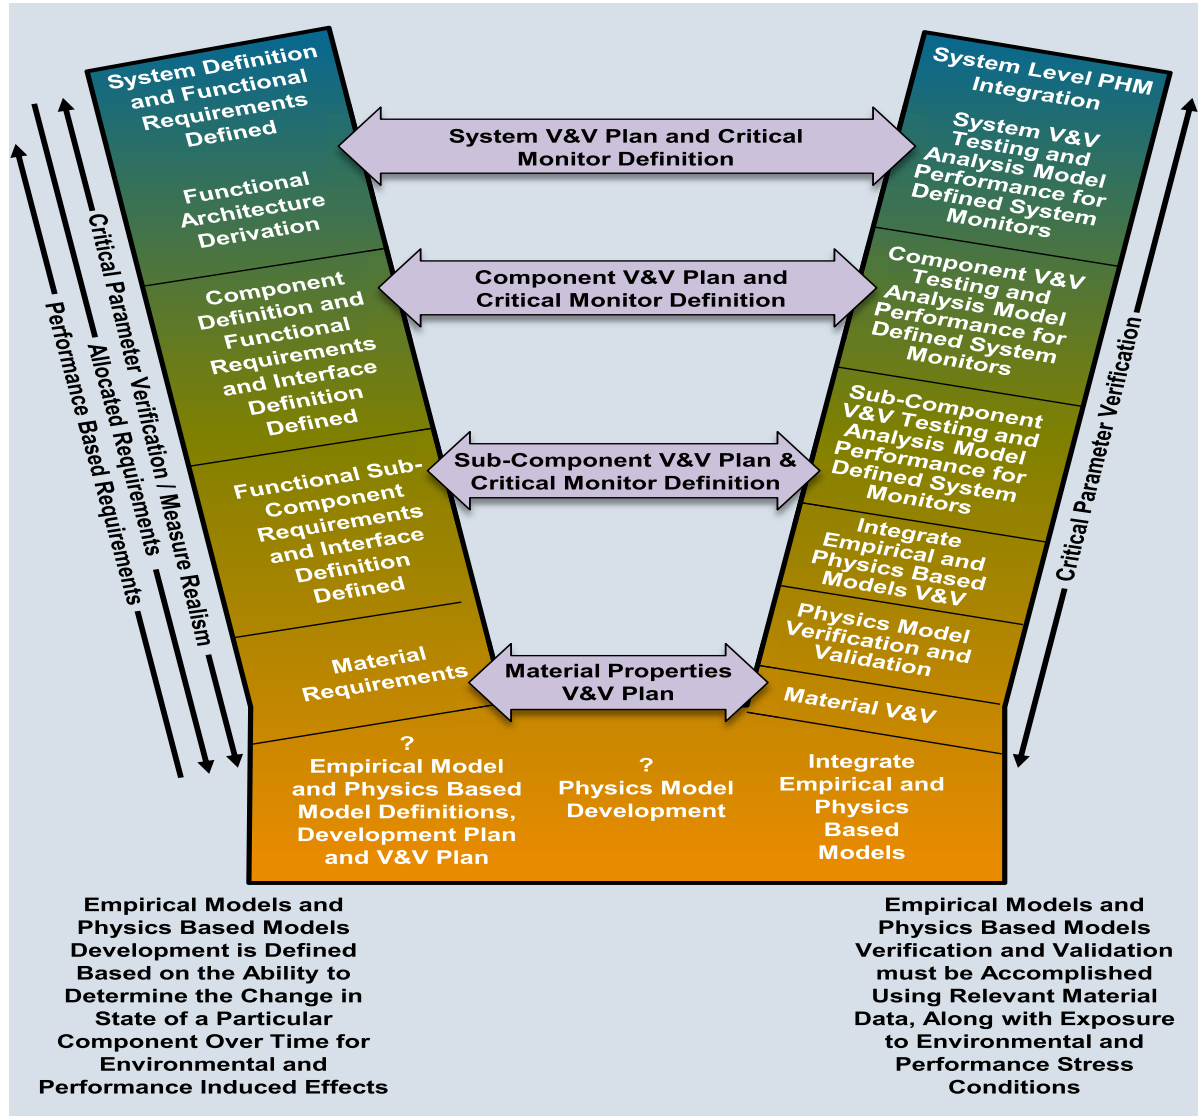 System Definition
and Functional
Requirements
Defined
Functional
Architecture
Derivation
Component
Definition and
Functional
Requirements
and Interface
Definition
Defined
Functional Sub-
Component
Requirements
and Interface
Definition
Defined
Material
Requirements
?
Empirical Model
and Physics Based
Model Definitions,
Development Plan
and V&V Plan
?
Physics Model
Development
Integrate
Empirical and
Physics
Based
Models
System Level PHM
Integration
System V&V
Testing and
Analysis Model
Performance for
Defined System
Monitors
Component V&V
Testing and
Analysis Model
Performance for
Defined System
Monitors
Sub-Component
V&V Testing and
Analysis Model
Performance for
Defined System
Monitors
Integrate
Empirical and
Physics Based
Models V&V
Physics Model
Verification and
Validation
Material V&V
System V&V Plan and Critical
Monitor Definition
Component V&V Plan and
Critical Monitor Definition
Sub-Component V&V Plan &
Critical Monitor Definition
Material Properties
V&V Plan
Performance Based Requirements
Allocated Requirements
Critical Parameter Verification / Measure Realism
Critical Parameter Verification
Empirical Models and
Physics Based Models
Development is Defined
Based on the Ability to
Determine the Change in
State of a Particular
Component Over Time for
Environmental and
Performance Induced Effects
Empirical Models and
Physics Based Models
Verification and Validation
must be Accomplished
Using Relevant Material
Data, Along with Exposure
to Environmental and
Performance Stress
Conditions